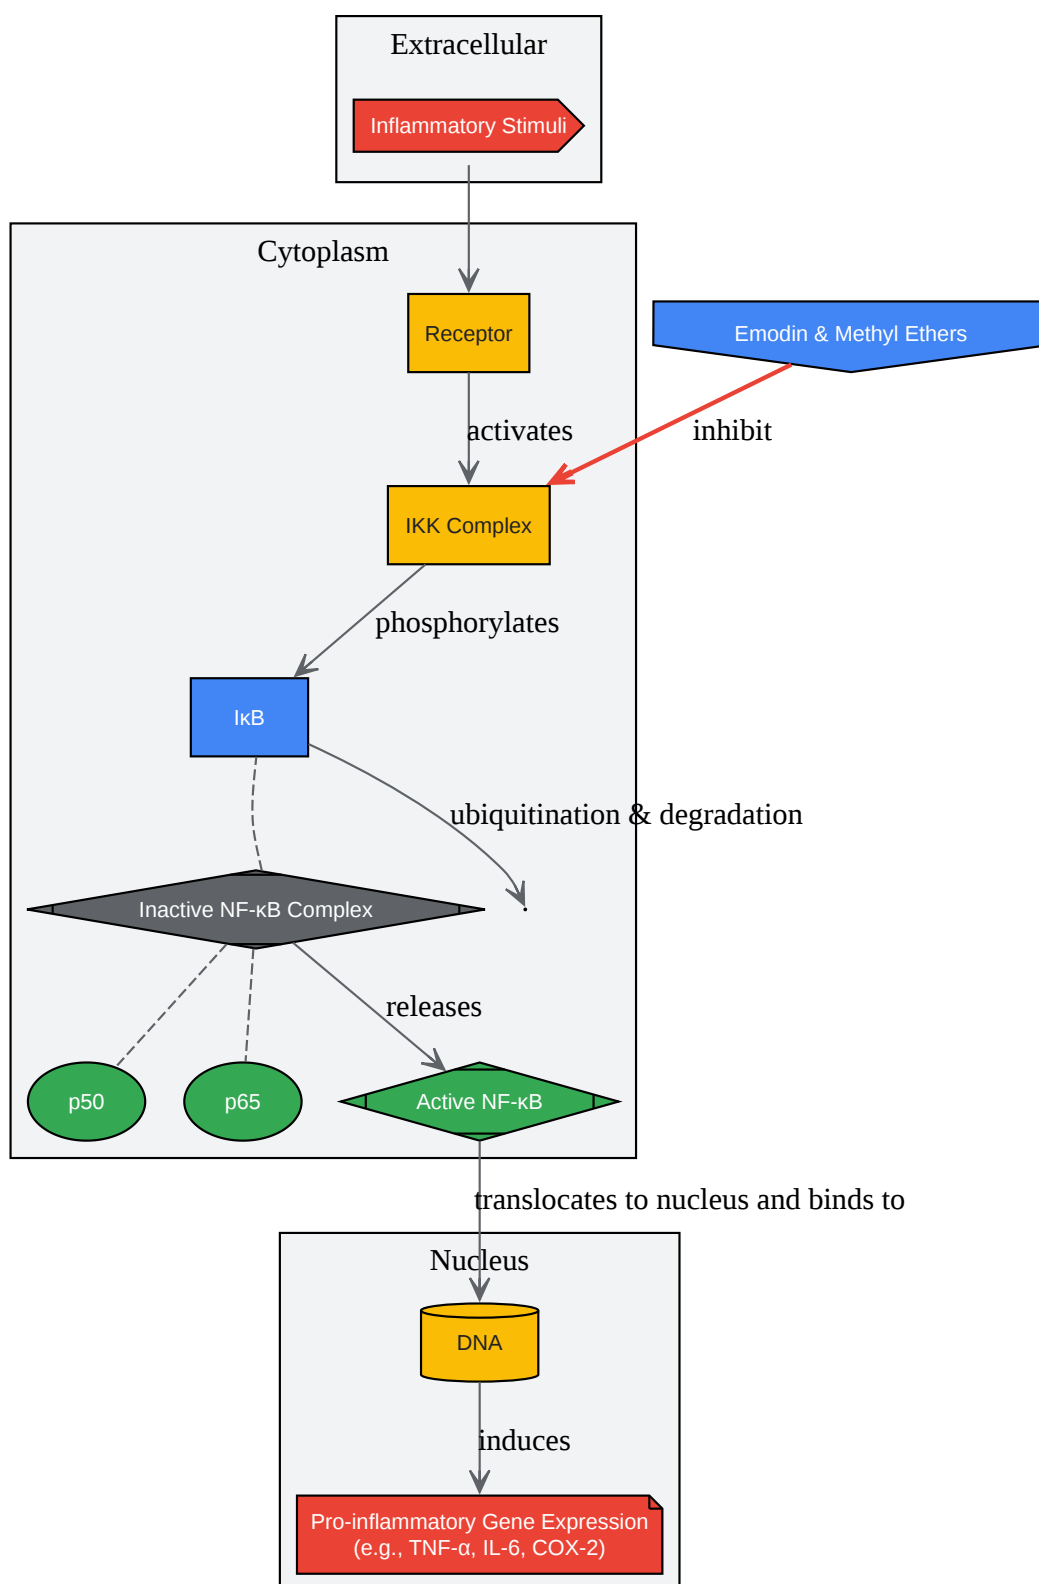 Extracellular
Inflammatory Stimuli
Cytoplasm
Receptor
Emodin & Methyl Ethers
activates
inhibit
IKK Complex
phosphorylates
IκB
ubiquitination & degradation
Inactive NF-κB Complex
releases
p50
p65
Active NF-κB
translocates to nucleus and binds to
Nucleus
DNA
induces
Pro-inflammatory Gene Expression
(e.g., TNF-α, IL-6, COX-2)